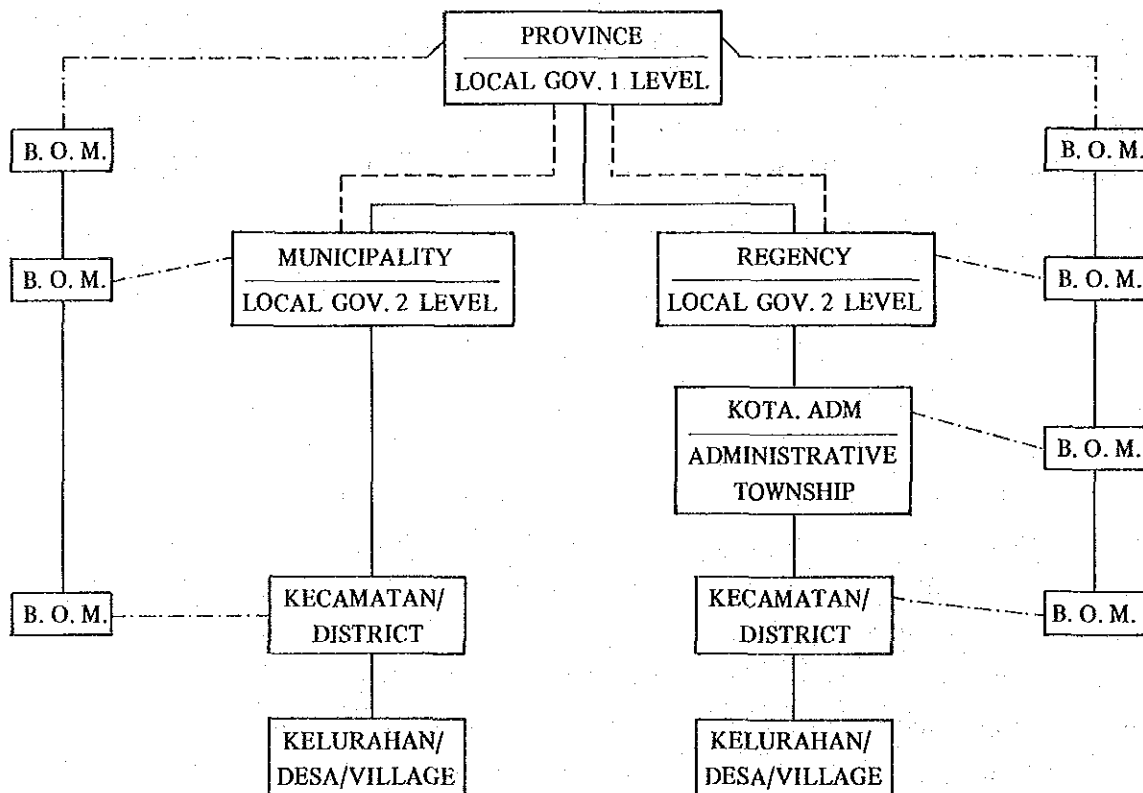 PROVINCE
LOCAL GOV. 1 LEVEL
B. O. M.
B. O. M.
B. O. M.
MUNICIPALITY
LOCAL GOV. 2 LEVEL
REGENCY
LOCAL GOV. 2 LEVEL
B. O. M.
KOTA. ADM
ADMINISTRATIVE
TOWNSHIP
B. O. M.
B. O. M.
KECAMATAN/
DISTRICT
KECAMATAN/
DISTRICT
B. O. M.
KELURAHAN/
DESA/VILLAGE
KELURAHAN/
DESA/VILLAGE